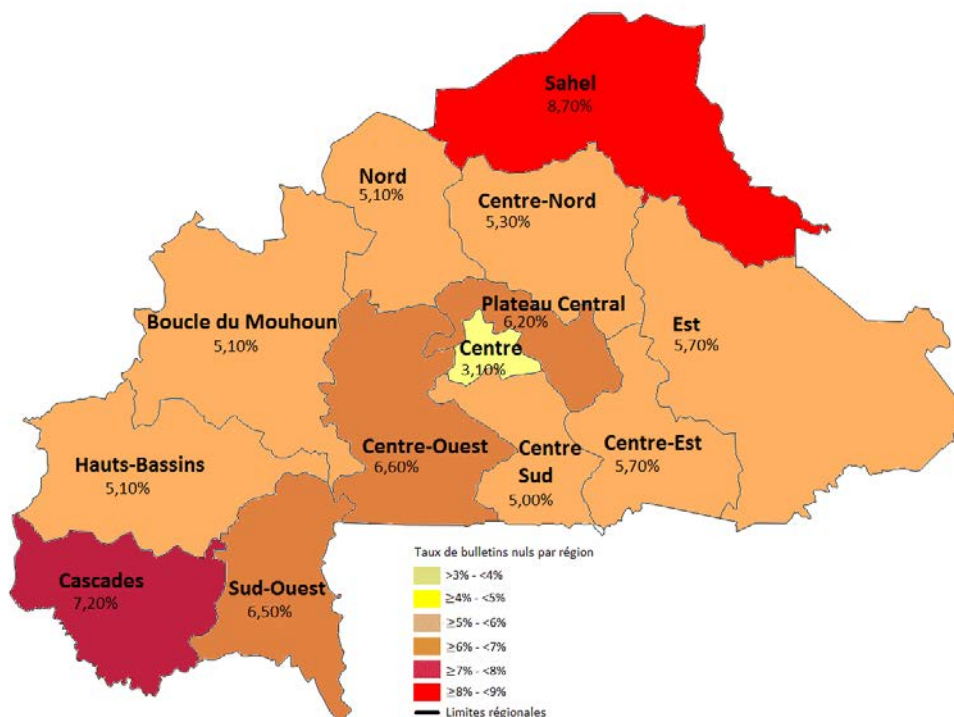 Sahel
8,70%
Nord
5,10%
Centre-Nord
5,30%
Plateau Central
6,20%
Boucle du Mouhoun
5,10%
Est
5,70%
Centre
3,10%
Centre-Ouest
6,60%
Centre
Sud
5,00%
Centre-Est
5,70%
Hauts-Bassins
5,10%
Cascades
7,20%
Sud-Ouest
6,50%
Taux de bulletins nuls par région
>3% - <4%
≥4% - <5%
≥5% - <6%
≥6% - <7%
≥7% - <8%
≥8% - <9%
Limites régionales